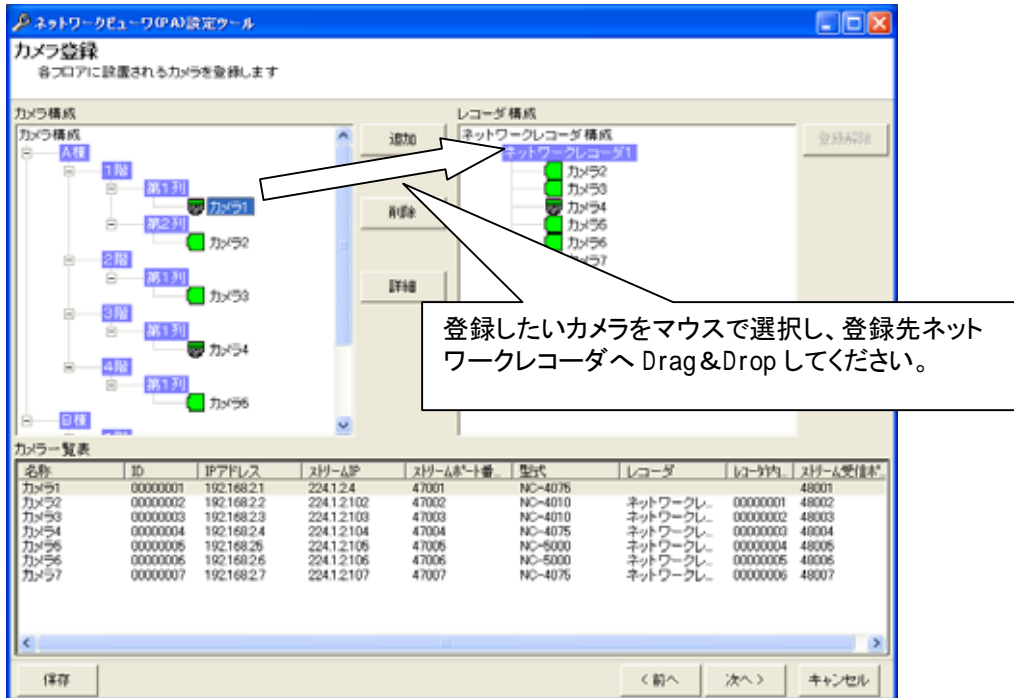 ネットワークビューワ(PA)設定ツール
カメラ登録
各フロアに設置されるカメラを登録します
カメラ構成
レコーダ構成
カメラ構成
A棟
1階
第1列
カメラ1
第2列
カメラ2
2階
第1列
カメラ3
3階
第1列
カメラ4
4階
第1列
カメラ5
B棟
追加
削除
詳細
ネットワークレコーダ構成
ネットワークレコーダ1
カメラ2
カメラ3
カメラ4
カメラ5
カメラ6
カメラ7
登録解除
登録したいカメラをマウスで選択し、登録先ネット
ワークレコーダへ Drag&Drop してください。
カメラ一覧表
名称 ID IPアドレス ストリームIP ストリームポート番... 型式 レコーダ レコーダ内... ストリーム受信ポ...
カメラ1 00000001 192.168.2.1 224.1.2.4 47001 NC-4075 48001
カメラ2 00000002 192.168.2.2 224.1.2.102 47002 NC-4010 ネットワークレ... 00000001 48002
カメラ3 00000003 192.168.2.3 224.1.2.103 47003 NC-4010 ネットワークレ... 00000002 48003
カメラ4 00000004 192.168.2.4 224.1.2.104 47004 NC-4075 ネットワークレ... 00000003 48004
カメラ5 00000005 192.168.2.5 224.1.2.105 47005 NC-5000 ネットワークレ... 00000004 48005
カメラ6 00000006 192.168.2.6 224.1.2.106 47006 NC-5000 ネットワークレ... 00000005 48006
カメラ7 00000007 192.168.2.7 224.1.2.107 47007 NC-4075 ネットワークレ... 00000006 48007
保存
<前へ
次へ>
キャンセル